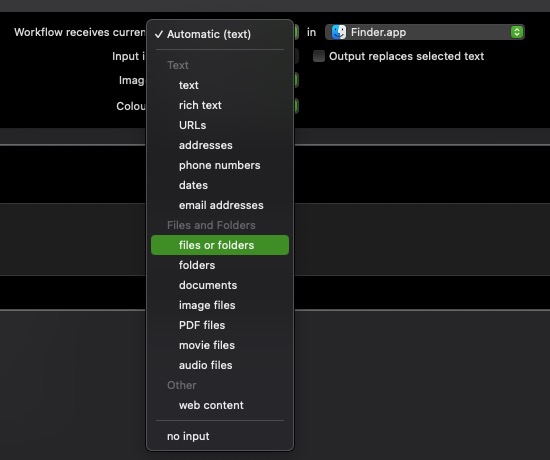 Workflow receives curren
✓ Automatic (text)
in
Finder.app
Input i
Output replaces selected text
Imag
Colou
Text
text
rich text
URLs
addresses
phone numbers
dates
email addresses
Files and Folders
files or folders
folders
documents
image files
PDF files
movie files
audio files
Other
web content
no input